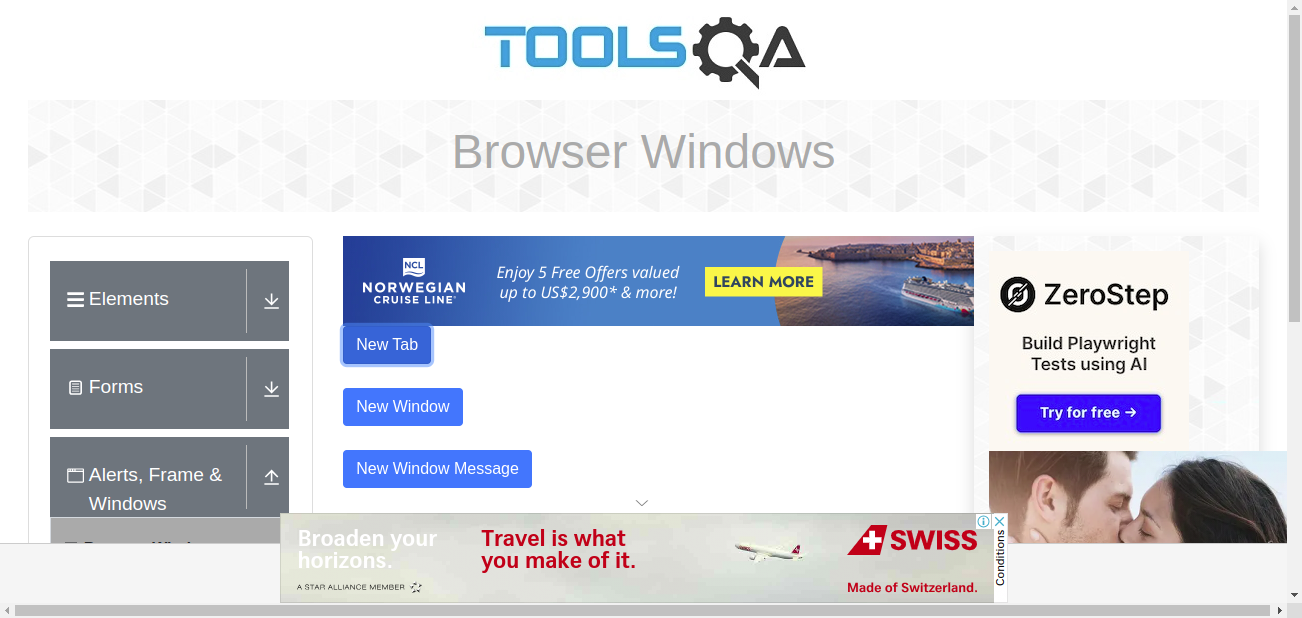 TOOLSQA
Browser Windows
Elements
Forms
Alerts, Frame &
Windows
NCL
NORWEGIAN
CRUISE LINE®
Enjoy 5 Free Offers valued
up to US$2,900* & more!
LEARN MORE
New Tab
New Window
New Window Message
ZeroStep
Build Playwright
Tests using AI
Try for free →
Broaden your
horizons.
A STAR ALLIANCE MEMBER
Travel is what
you make of it.
SWISS
Made of Switzerland.
Conditions